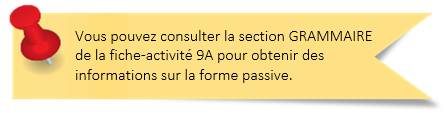 Vous pouvez consulter la section GRAMMAIRE
de la fiche-activité 9A pour obtenir des
informations sur la forme passive.